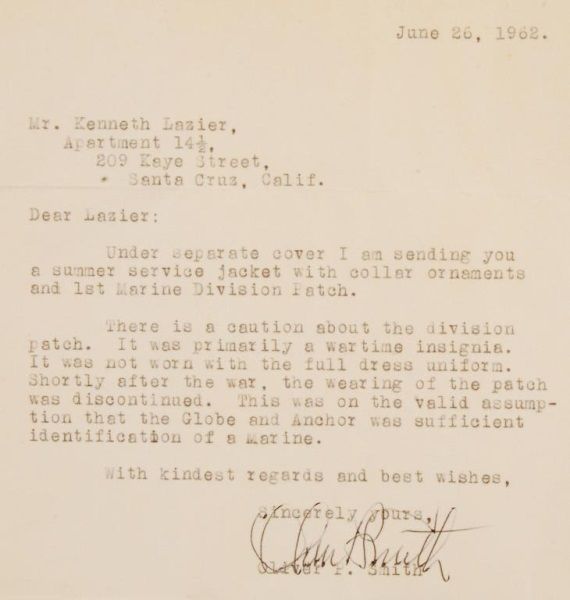 June 26, 1962.
Mr. Kenneth Lazier,
Apartment 14½,
209 Kaye Street,
Santa Cruz, Calif.
Dear Lazier:
Under separate cover I am sending you
a summer service jacket with collar ornaments
and 1st Marine Division Patch.
There is a caution about the division
patch. It was primarily a wartime insignia.
It was not worn with the full dress uniform.
Shortly after the war, the wearing of the patch
was discontinued. This was on the valid assump-
tion that the Globe and Anchor was sufficient
identification of a Marine.
With kindest regards and best wishes,
Sincerely yours,
Oliver P. Smith
Oliver P. Smith